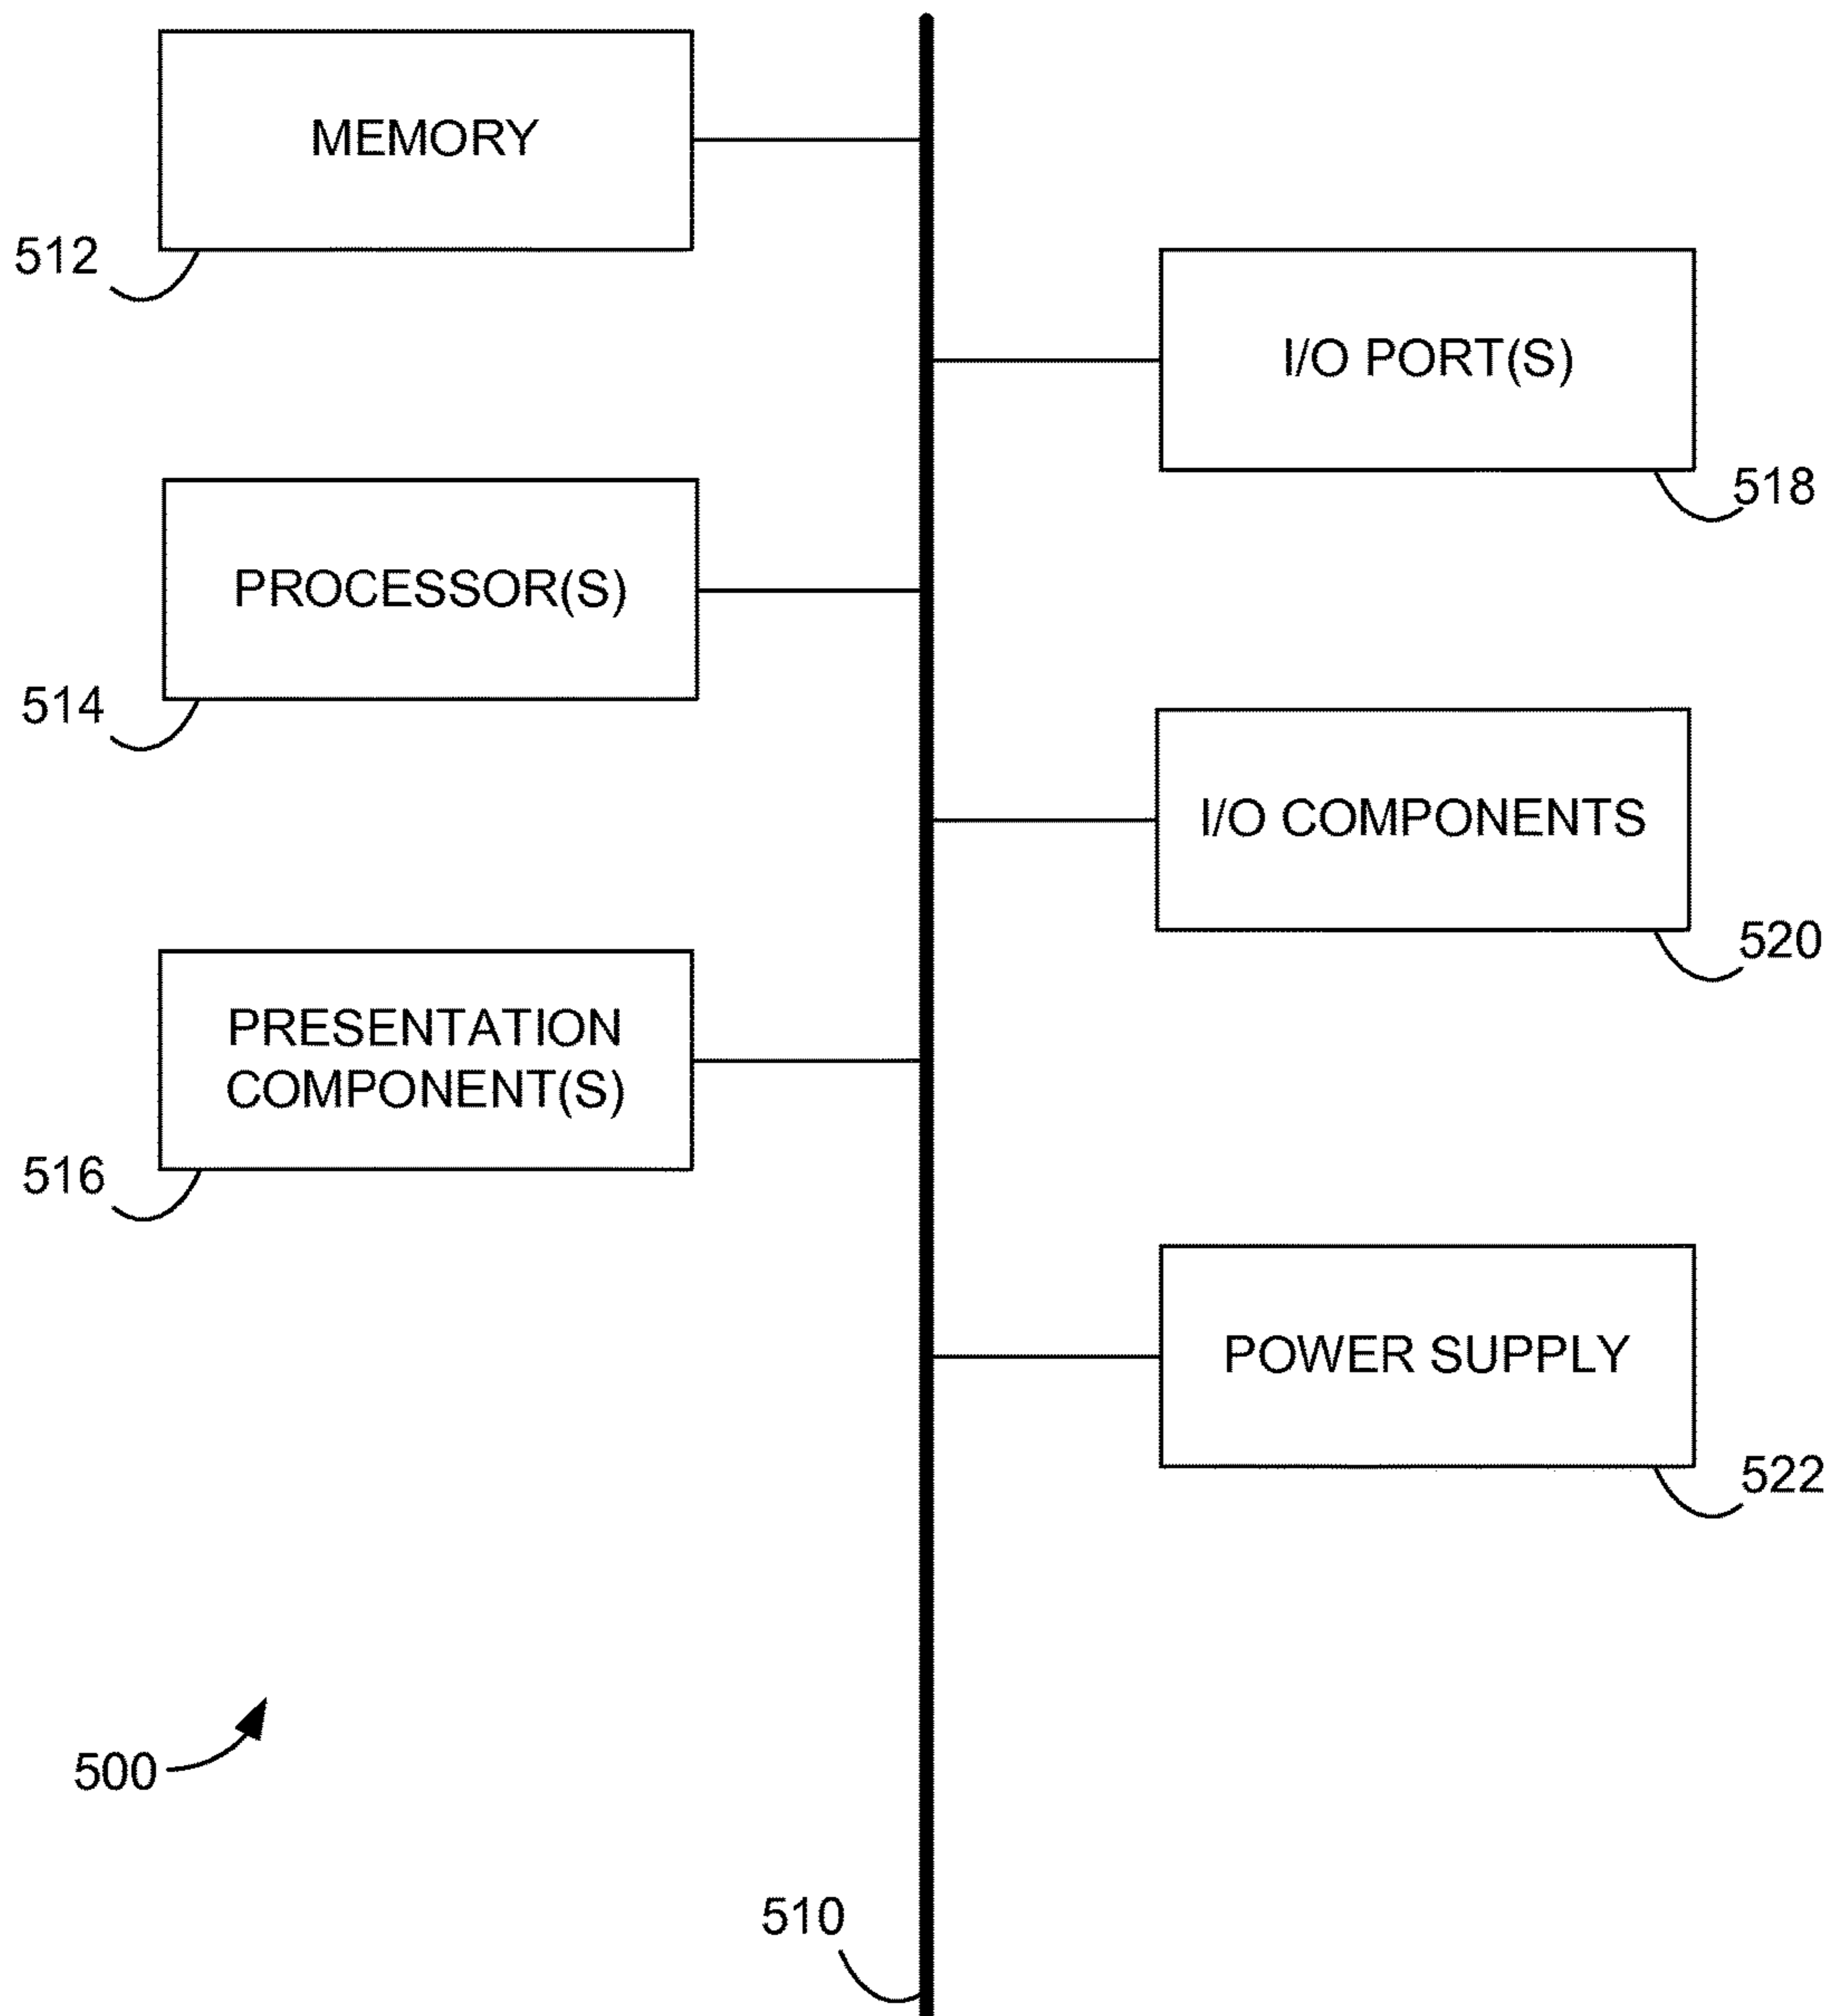 MEMORY
512
I/O PORT(S)
518
PROCESSOR(S)
514
I/O COMPONENTS
520
PRESENTATION
COMPONENT(S)
516
POWER SUPPLY
522
500
510